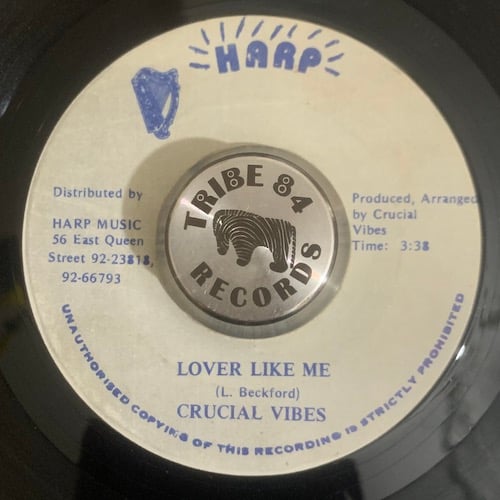 HARP
Distributed by
HARP MUSIC
56 East Queen
Street 92-23818,
92-66793
TRIBE 84
RECORDS
Produced, Arranged
by Crucial
Vibes
Time: 3:38
LOVER LIKE ME
(L. Beckford)
CRUCIAL VIBES
UNAUTHORISED COPYING OF THIS RECORDING IS STRICTLY PROHIBITED